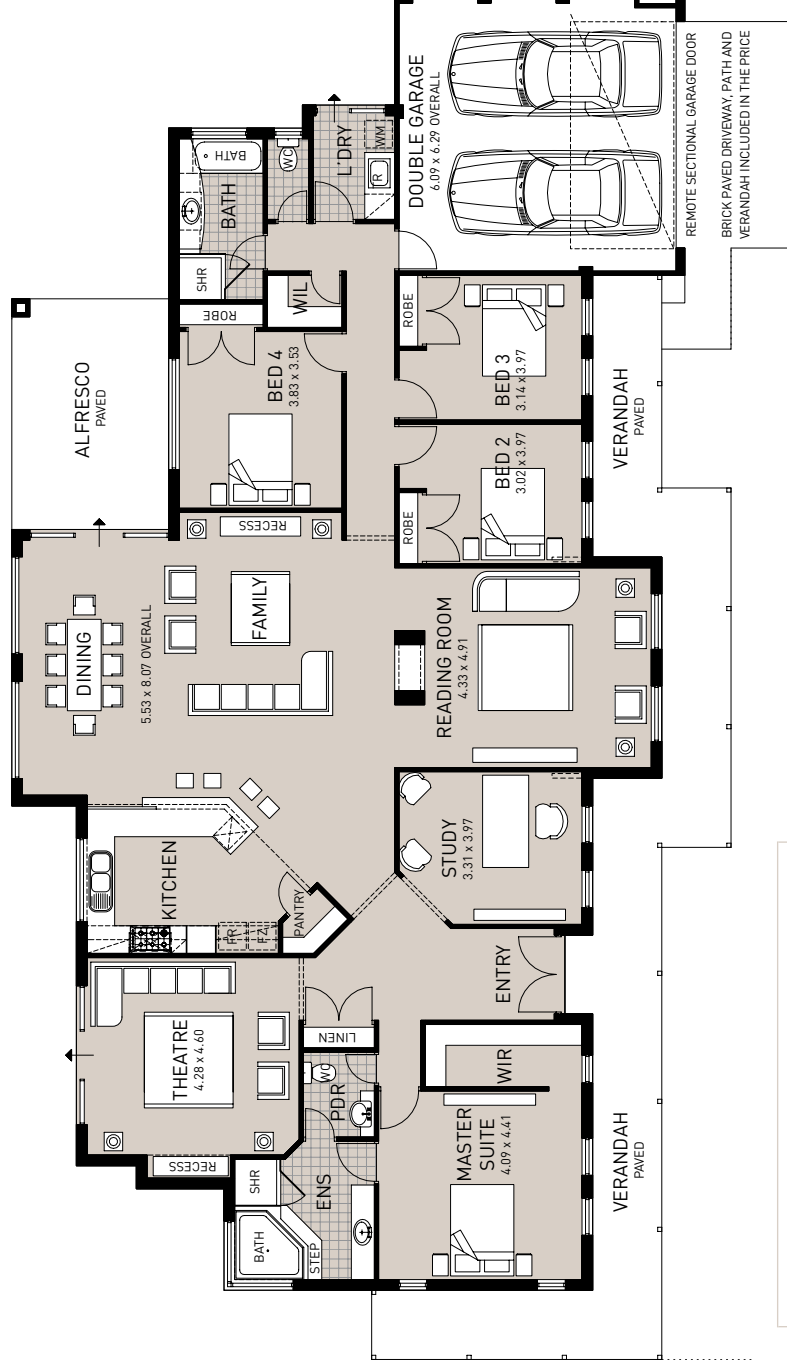 DOUBLE GARAGE
6.09 x 6.29 OVERALL
REMOTE SECTIONAL GARAGE DOOR
BRICK PAVED DRIVEWAY, PATH AND
VERANDAH INCLUDED IN THE PRICE
L'DRY
WM
R
WC
BATH
BATH
SHR
WIL
ROBE
BED 4
3.83 x 3.53
ROBE
BED 3
3.14 x 3.97
VERANDAH
PAVED
BED 2
3.02 x 3.97
ROBE
ALFRESCO
PAVED
RECESS
FAMILY
DINING
5.53 x 8.07 OVERALL
READING ROOM
4.33 x 4.91
KITCHEN
PANTRY
FR
FZ
STUDY
3.31 x 3.97
ENTRY
LINEN
THEATRE
4.28 x 4.60
RECESS
WC
PDR
WIR
MASTER
SUITE
4.09 x 4.41
ENS
SHR
BATH
STEP
VERANDAH
PAVED